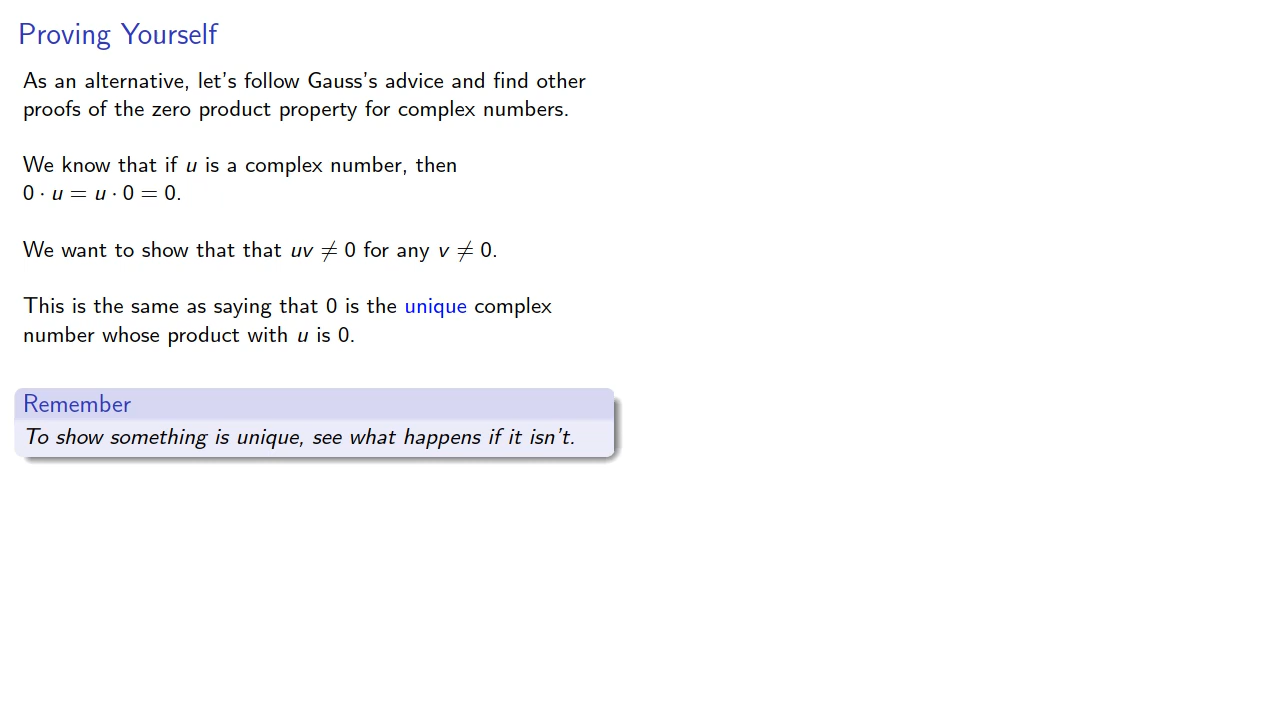 Proving Yourself
As an alternative, let's follow Gauss's advice and find other
proofs of the zero product property for complex numbers.
We know that if u is a complex number, then
0 · u = u · 0 = 0.
We want to show that that uv ≠ 0 for any v ≠ 0.
This is the same as saying that 0 is the unique complex
number whose product with u is 0.
Remember
To show something is unique, see what happens if it isn't.